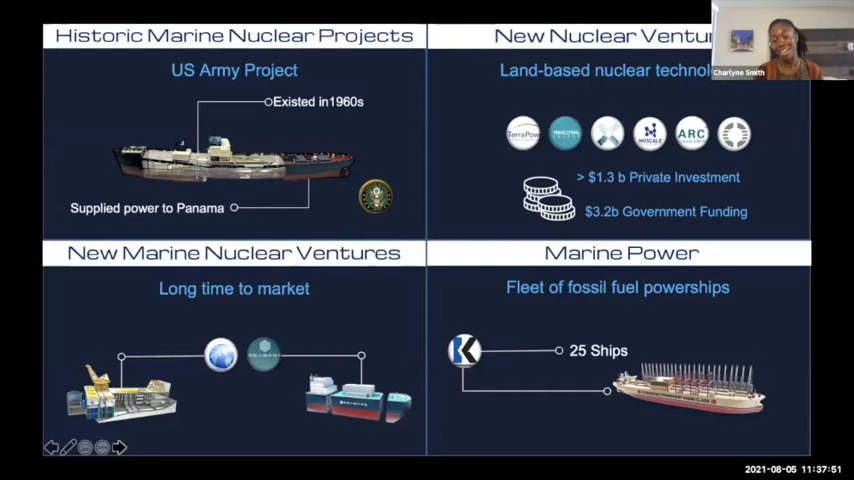 Historic Marine Nuclear Projects
US Army Project
Existed in1960s
Supplied power to Panama
New Nuclear Ventur
Land-based nuclear technol
TerraPow
NUSCALE
ARC
> $1.3 b Private Investment
$3.2b Government Funding
Charlyne Smith
New Marine Nuclear Ventures
Long time to market
SEABORG
Marine Power
Fleet of fossil fuel powerships
25 Ships
2021-08-05 11:37:51